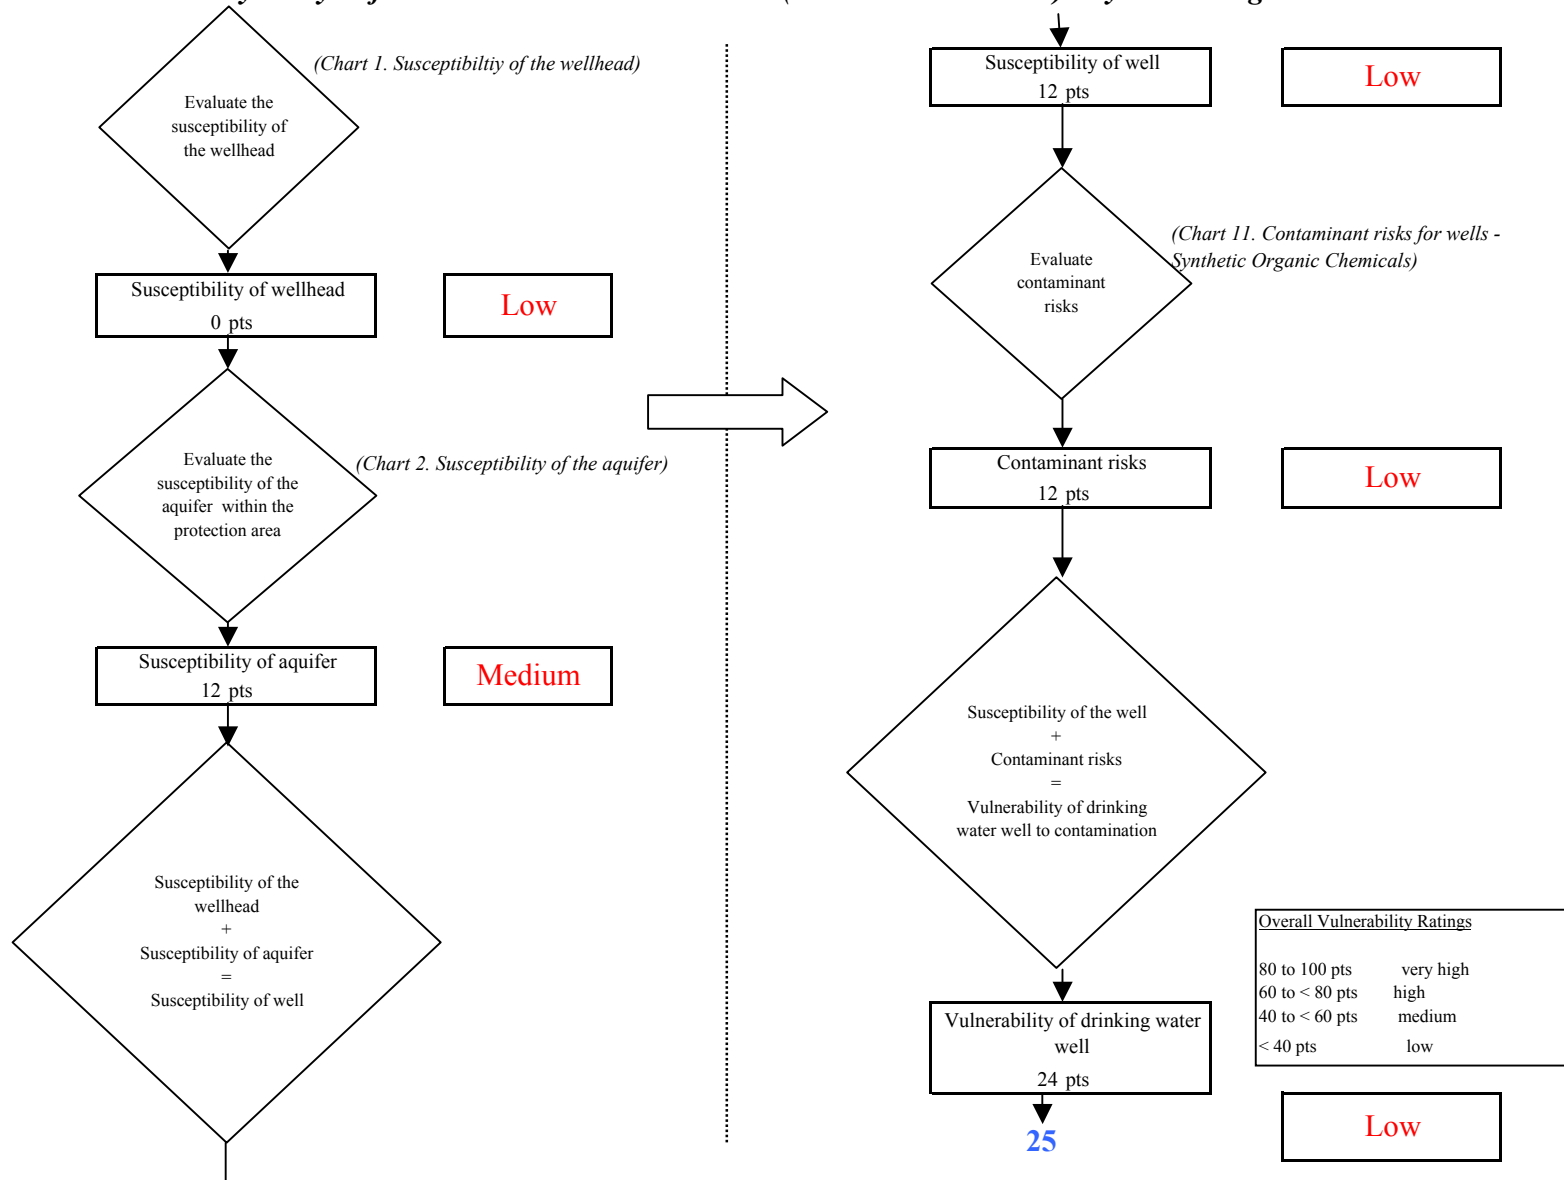 (Chart 1. Susceptibiltiy of the wellhead)
Evaluate the
susceptibility of
the wellhead
Susceptibility of wellhead
0 pts
Low
Evaluate the
susceptibility of the
aquifer within the
protection area
(Chart 2. Susceptibility of the aquifer)
Susceptibility of aquifer
12 pts
Medium
Susceptibility of the
wellhead
+
Susceptibility of aquifer
=
Susceptibility of well
Susceptibility of well
12 pts
Low
Evaluate
contaminant
risks
(Chart 11. Contaminant risks for wells -
Synthetic Organic Chemicals)
Contaminant risks
12 pts
Low
Susceptibility of the well
+
Contaminant risks
=
Vulnerability of drinking
water well to contamination
Overall Vulnerability Ratings
80 to 100 pts very high
60 to < 80 pts high
40 to < 60 pts medium
< 40 pts low
Vulnerability of drinking water
well
24 pts
25
Low